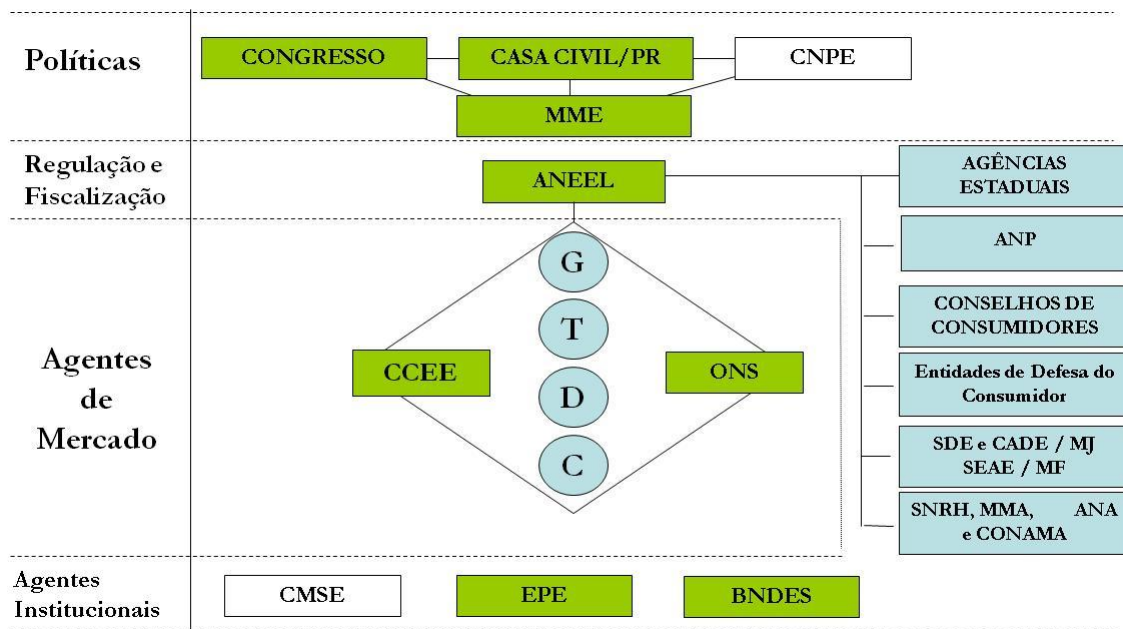 Políticas
CONGRESSO
CASA CIVIL/PR
CNPE
MME
Regulação e
Fiscalização
ANEEL
AGÊNCIAS
ESTADUAIS
ANP
CONSELHOS DE
CONSUMIDORES
Entidades de Defesa do
Consumidor
SDE e CADE / MJ
SEAE / MF
SNRH, MMA, ANA
e CONAMA
Agentes
de
Mercado
G
T
D
C
CCEE
ONS
Agentes
Institucionais
CMSE
EPE
BNDES